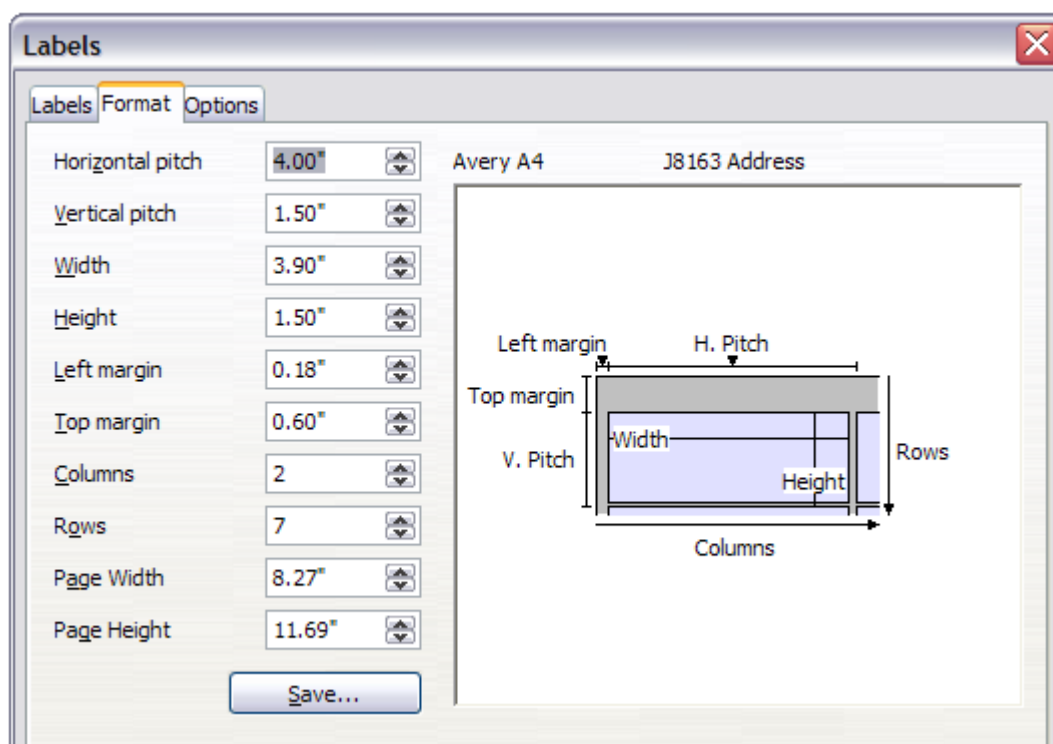 Labels
Labels Format Options
Horizontal pitch 4.00" Avery A4 J8163 Address
Vertical pitch 1.50"
Width 3.90"
Height 1.50"
Left margin 0.18"
Top margin 0.60"
Columns 2
Rows 7
Page Width 8.27"
Page Height 11.69"
Save...
Left margin H. Pitch
Top margin
Width
V. Pitch Rows
Height
Columns